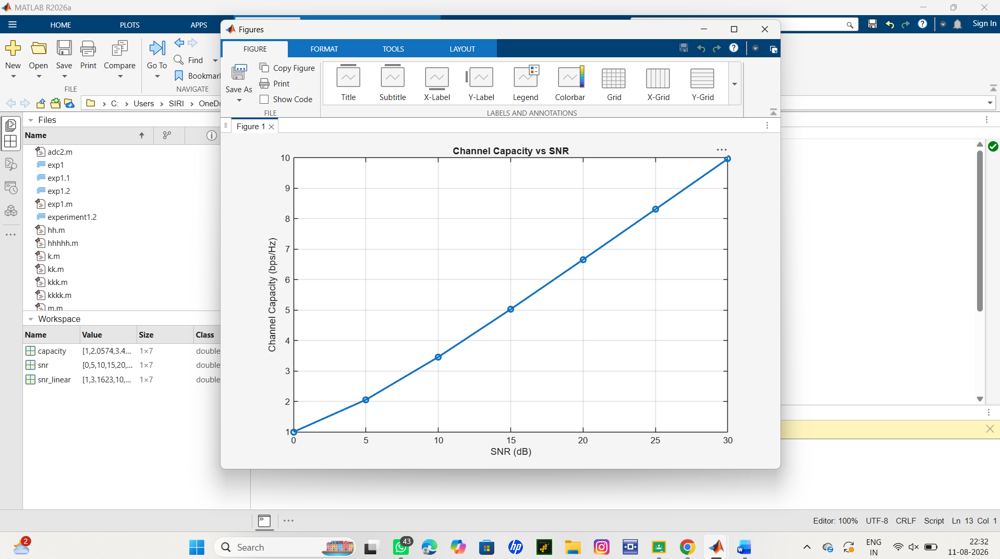 MATLAB R2026a
HOME PLOTS APPS Sign In
New Open Save Print Compare Go To Find Bookmar
FILE NAVIGATE
C: Users SIRI OneDr
Files
Name
adc2.m
exp1
exp1.1
exp1.2
exp1.m
experiment1.2
hh.m
hhhhh.m
k.m
kk.m
kkk.m
kkkk.m
m.m
Workspace
Name Value Size Class
capacity [1,2.0574,3.4... 1×7 double
snr [0,5,10,15,20,... 1×7 double
snr_linear [1,3.1623,10,... 1×7 double
Figures
FIGURE FORMAT TOOLS LAYOUT
Save As Copy Figure
Print
Show Code
FILE
Title Subtitle X-Label Y-Label Legend Colorbar Grid X-Grid Y-Grid
LABELS AND ANNOTATIONS
Figure 1
Channel Capacity vs SNR
10
9
8
7
6
5
4
3
2
1
Channel Capacity (bps/Hz)
0 5 10 15 20 25 30
SNR (dB)
Editor: 100% UTF-8 CRLF Script Ln 13 Col 1
2
Search
43
ENG
IN
22:32
11-08-2026